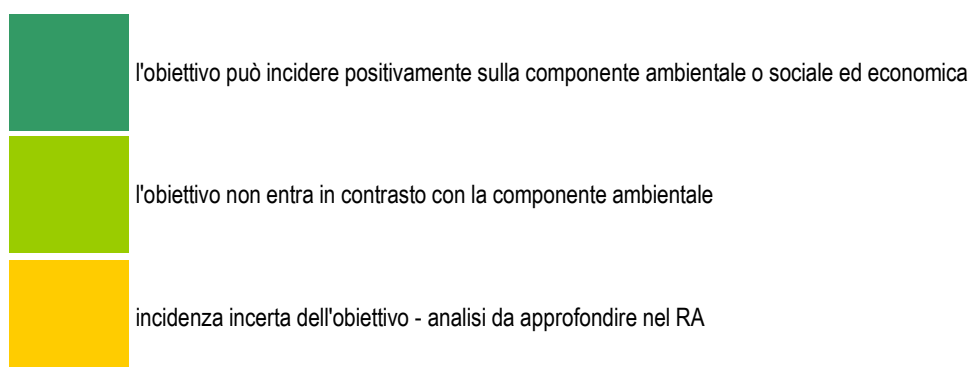 l'obiettivo può incidere positivamente sulla componente ambientale o sociale ed economica
l'obiettivo non entra in contrasto con la componente ambientale
incidenza incerta dell'obiettivo - analisi da approfondire nel RA